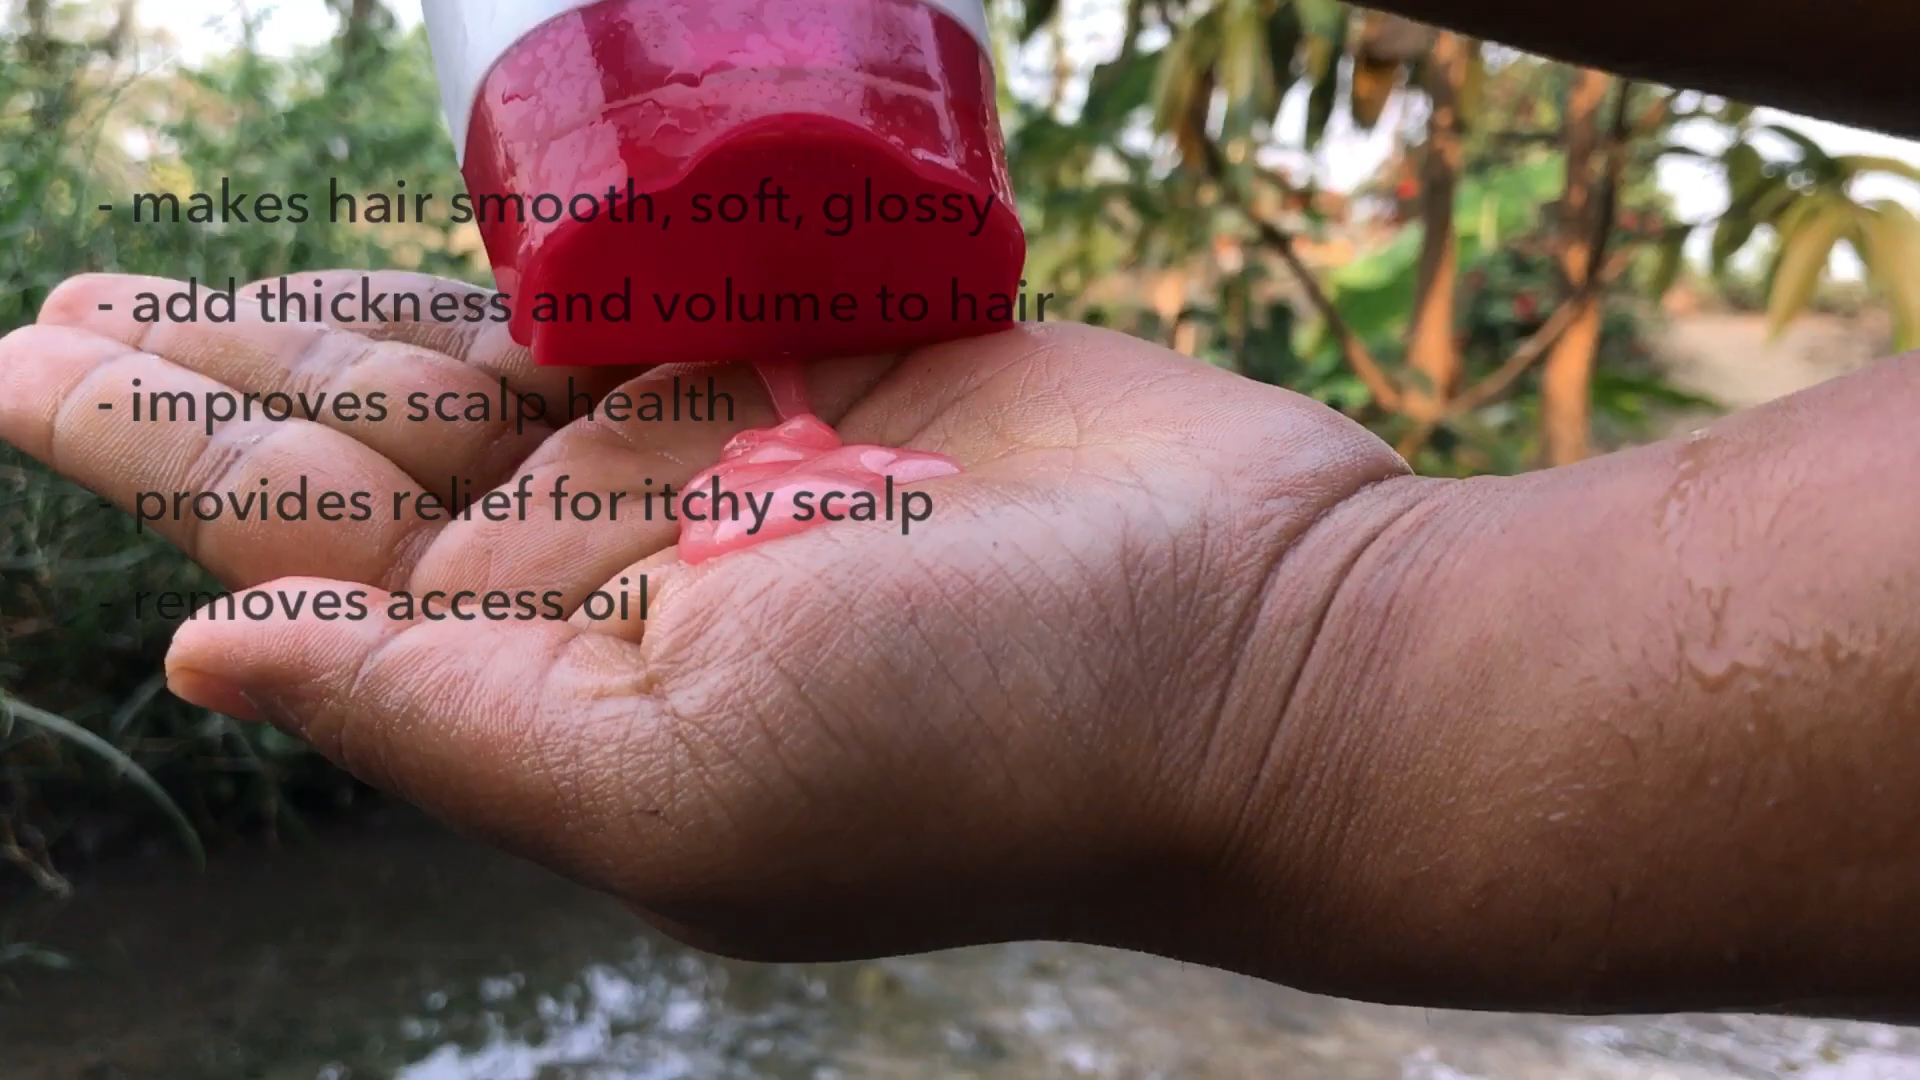 - makes hair smooth, soft, glossy
- add thickness and volume to hair
- improves scalp health
- provides relief for itchy scalp
- removes access oil